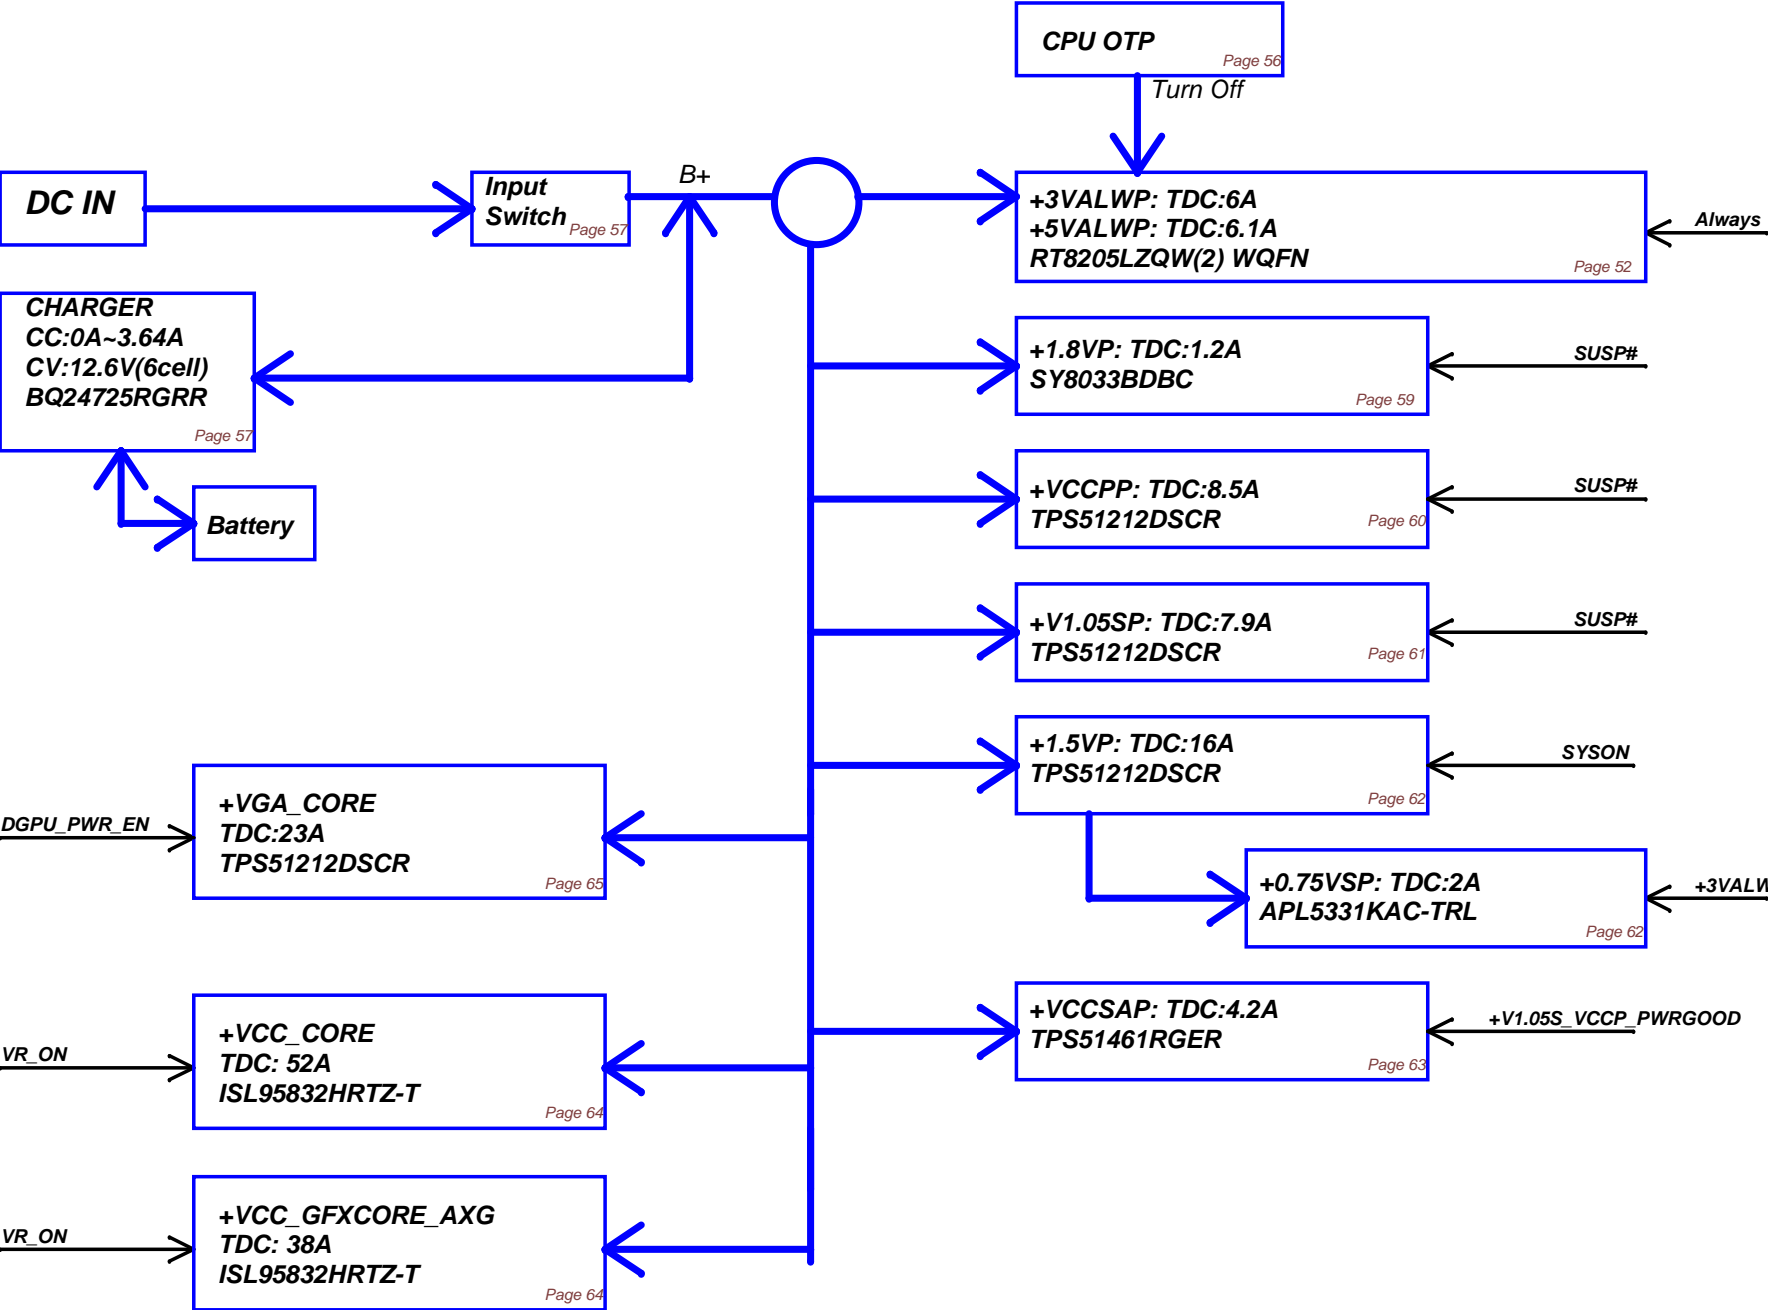 CPU OTP
Page 56
Turn Off
DC IN
Input
Switch
Page 57
B+
+3VALWP: TDC:6A
+5VALWP: TDC:6.1A
RT8205LZQW(2) WQFN
Page 52
Always
CHARGER
CC:0A~3.64A
CV:12.6V(6cell)
BQ24725RGRR
Page 57
Battery
+1.8VP: TDC:1.2A
SY8033BDBC
Page 59
SUSP#
+VCCPP: TDC:8.5A
TPS51212DSCR
Page 60
SUSP#
+V1.05SP: TDC:7.9A
TPS51212DSCR
Page 61
SUSP#
+1.5VP: TDC:16A
TPS51212DSCR
Page 62
SYSON
DGPU_PWR_EN
+VGA_CORE
TDC:23A
TPS51212DSCR
Page 65
+0.75VSP: TDC:2A
APL5331KAC-TRL
Page 62
+3VALW
VR_ON
+VCC_CORE
TDC: 52A
ISL95832HRTZ-T
Page 64
+VCCSAP: TDC:4.2A
TPS51461RGER
Page 63
+V1.05S_VCCP_PWRGOOD
VR_ON
+VCC_GFXCORE_AXG
TDC: 38A
ISL95832HRTZ-T
Page 64